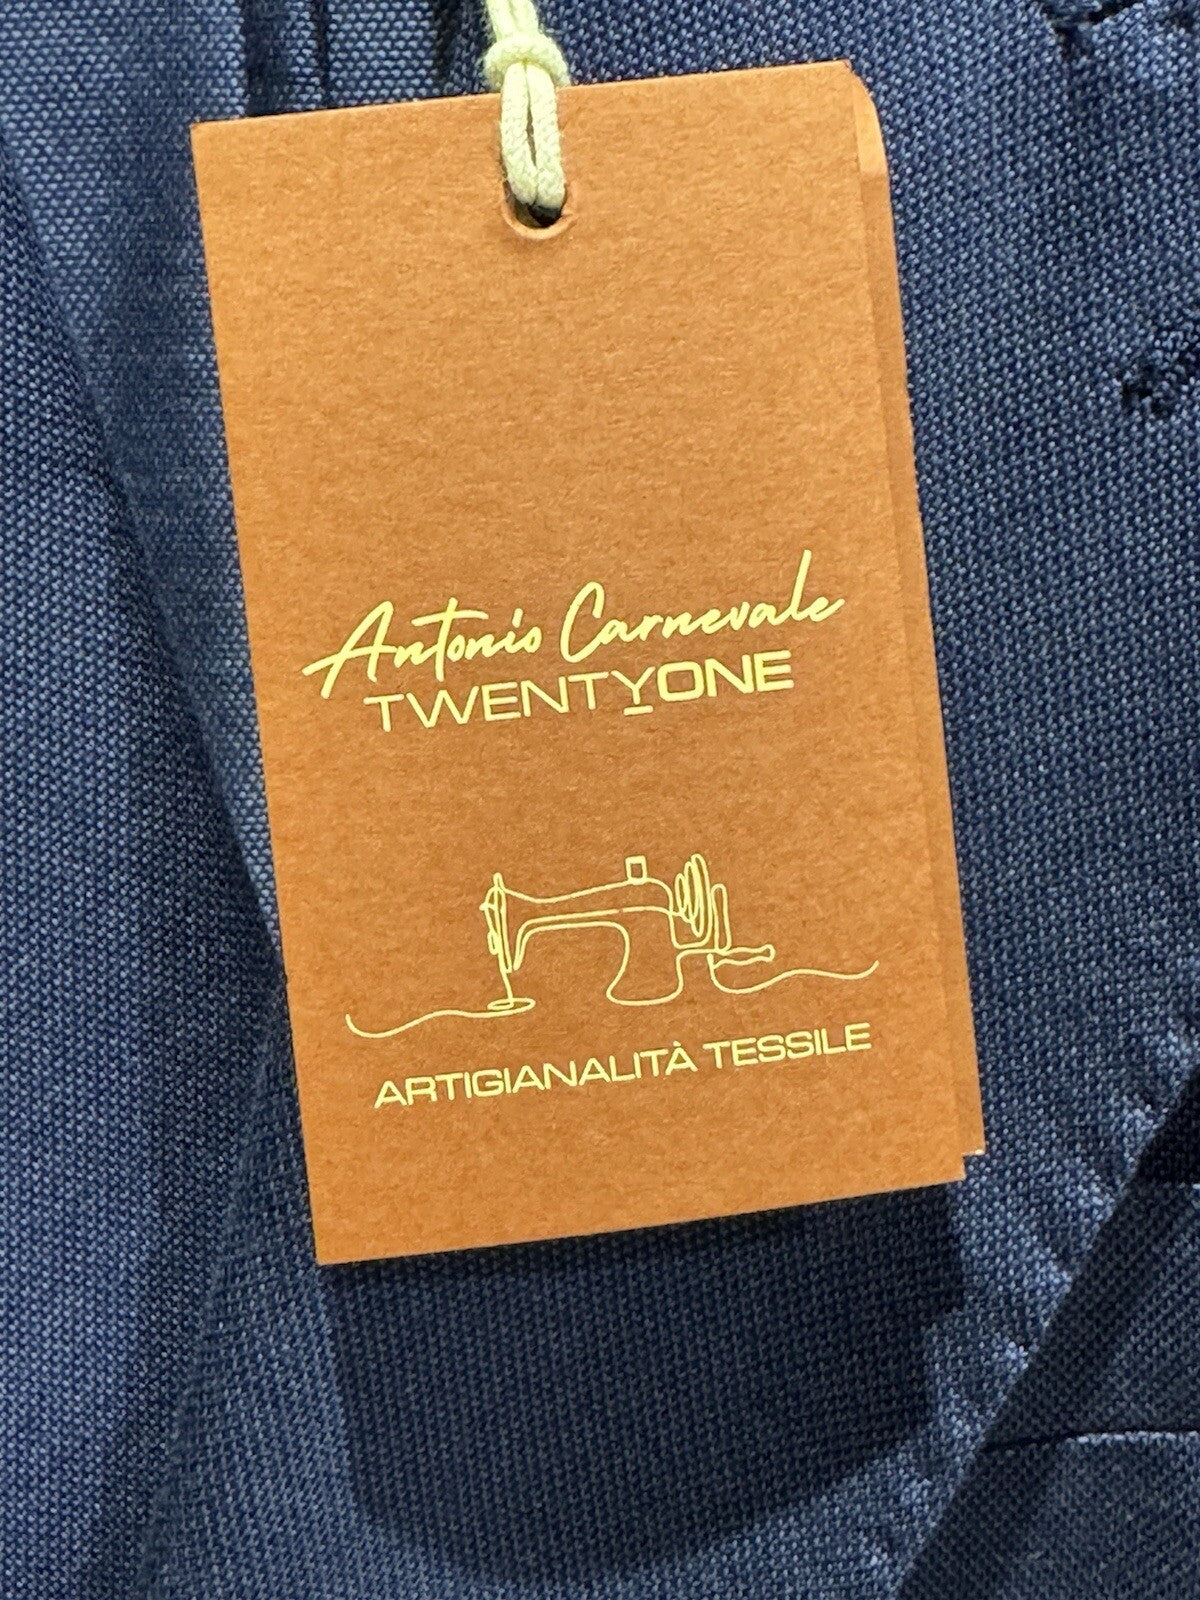 Antonio Carnevale
TWENTYONE
ARTIGIANALITÀ TESSILE